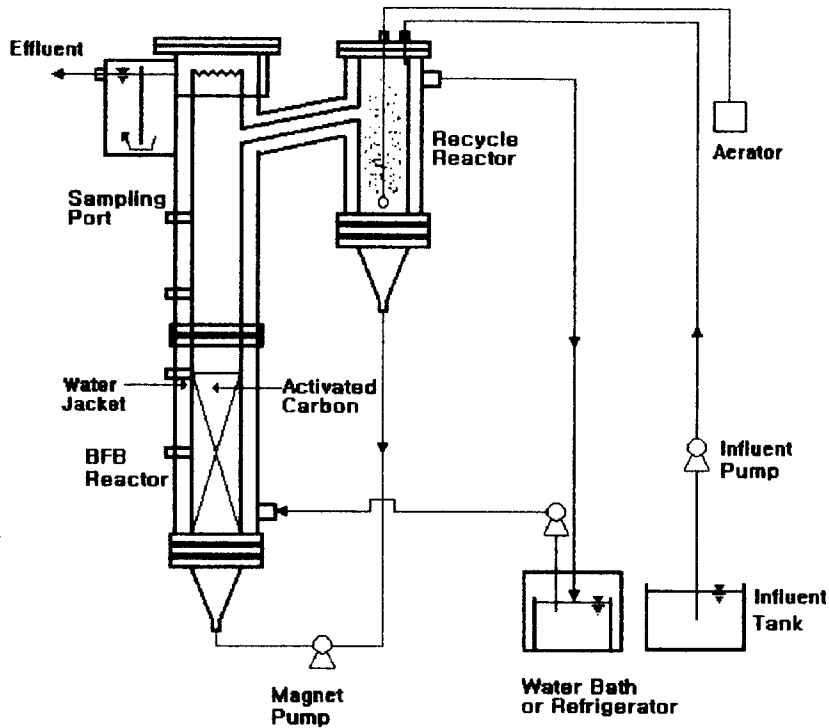 Effluent
Recycle
Reactor
Aerator
Sampling
Port
Water
Jacket
Activated
Carbon
BFB
Reactor
Influent
Pump
Influent
Tank
Magnet
Pump
Water Bath
or Refrigerator